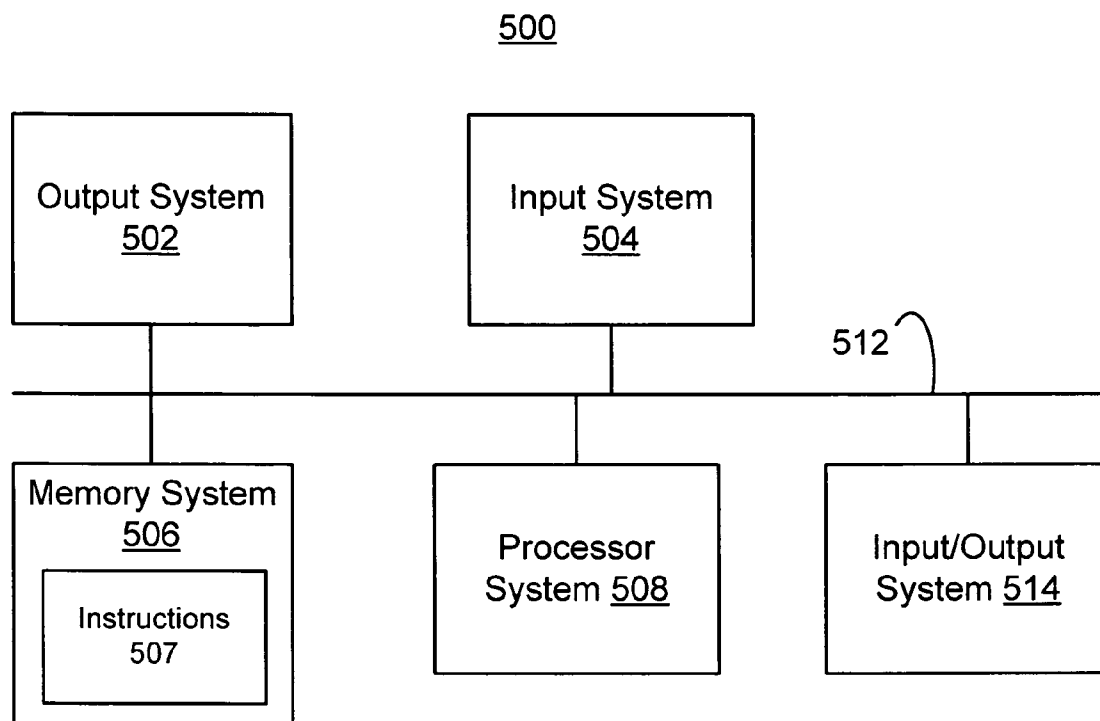 500
Output System
502
Input System
504
512
Memory System
506
Instructions
507
Processor
System 508
Input/Output
System 514